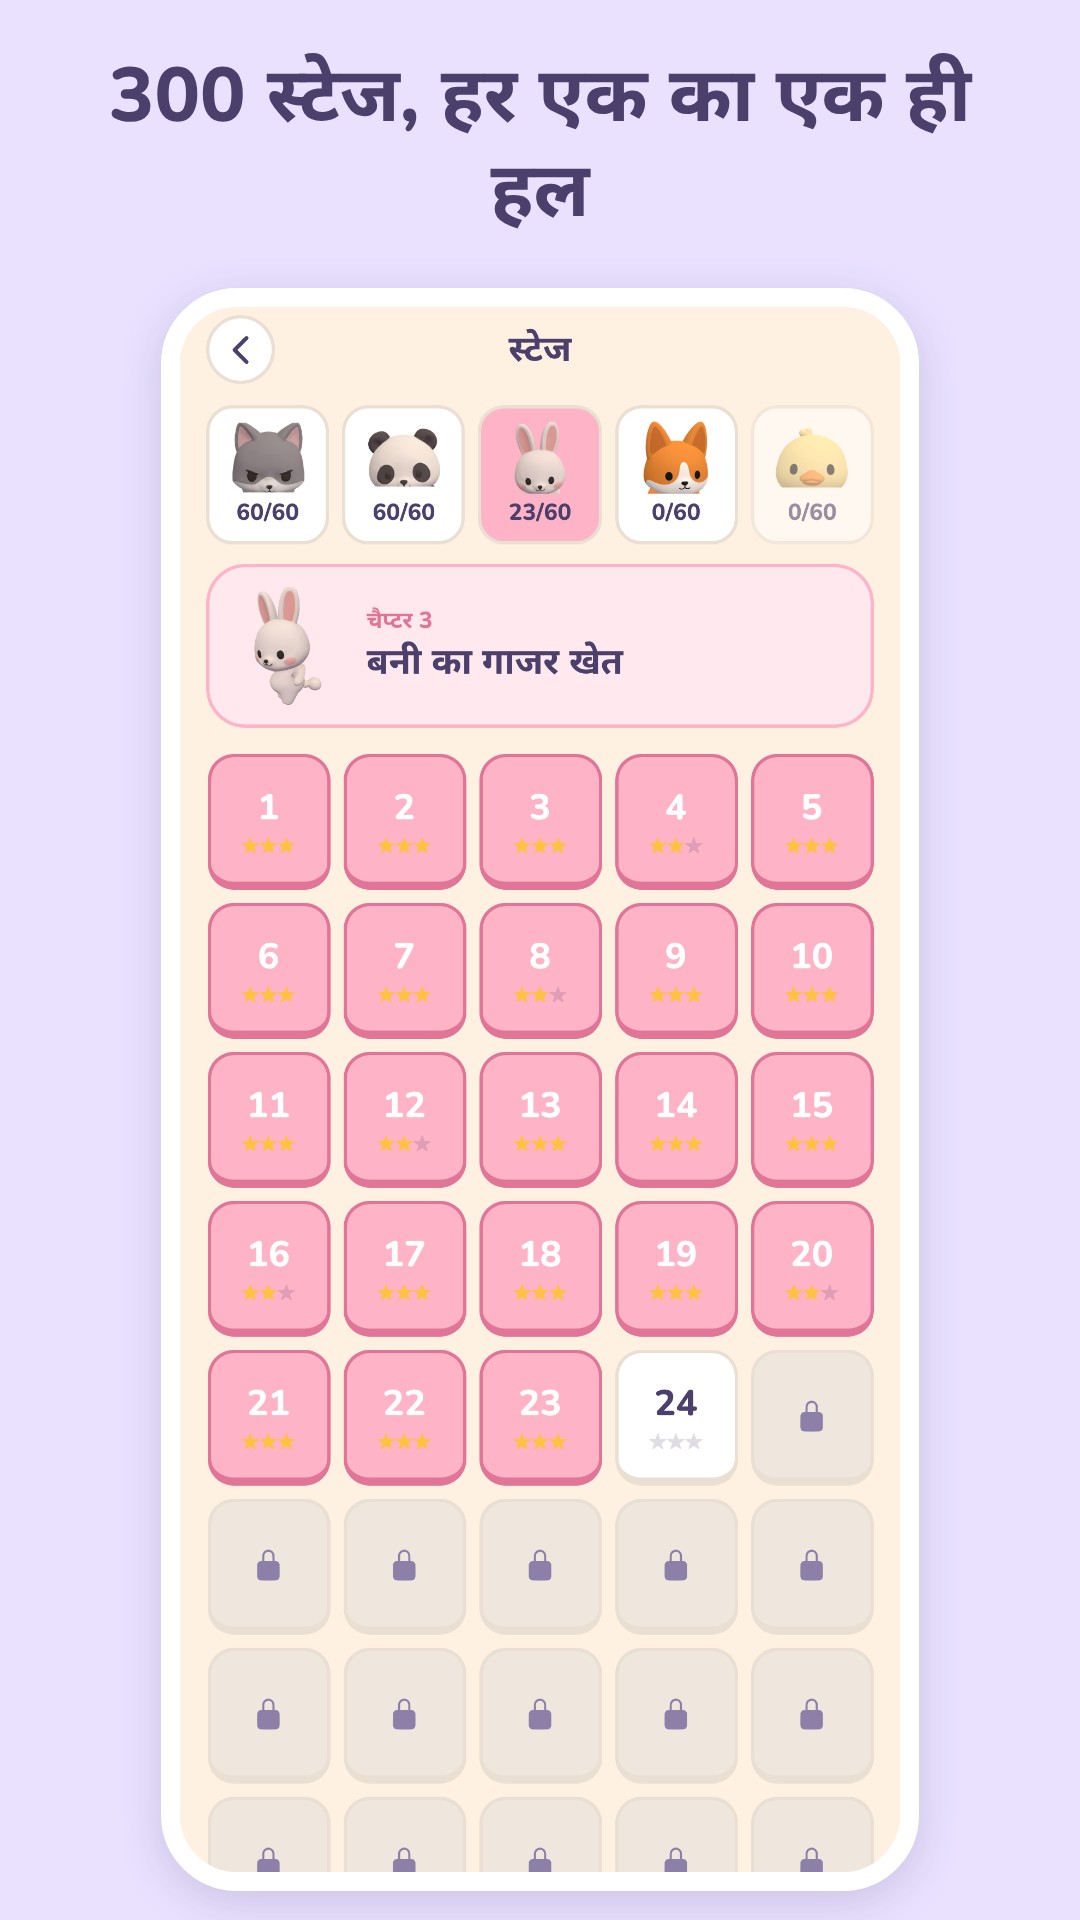 300 स्टेज, हर एक का एक ही
हल
स्टेज
60/60 60/60 23/60 0/60 0/60
चैप्टर 3
बनी का गाजर खेत
1 2 3 4 5
6 7 8 9 10
11 12 13 14 15
16 17 18 19 20
21 22 23 24